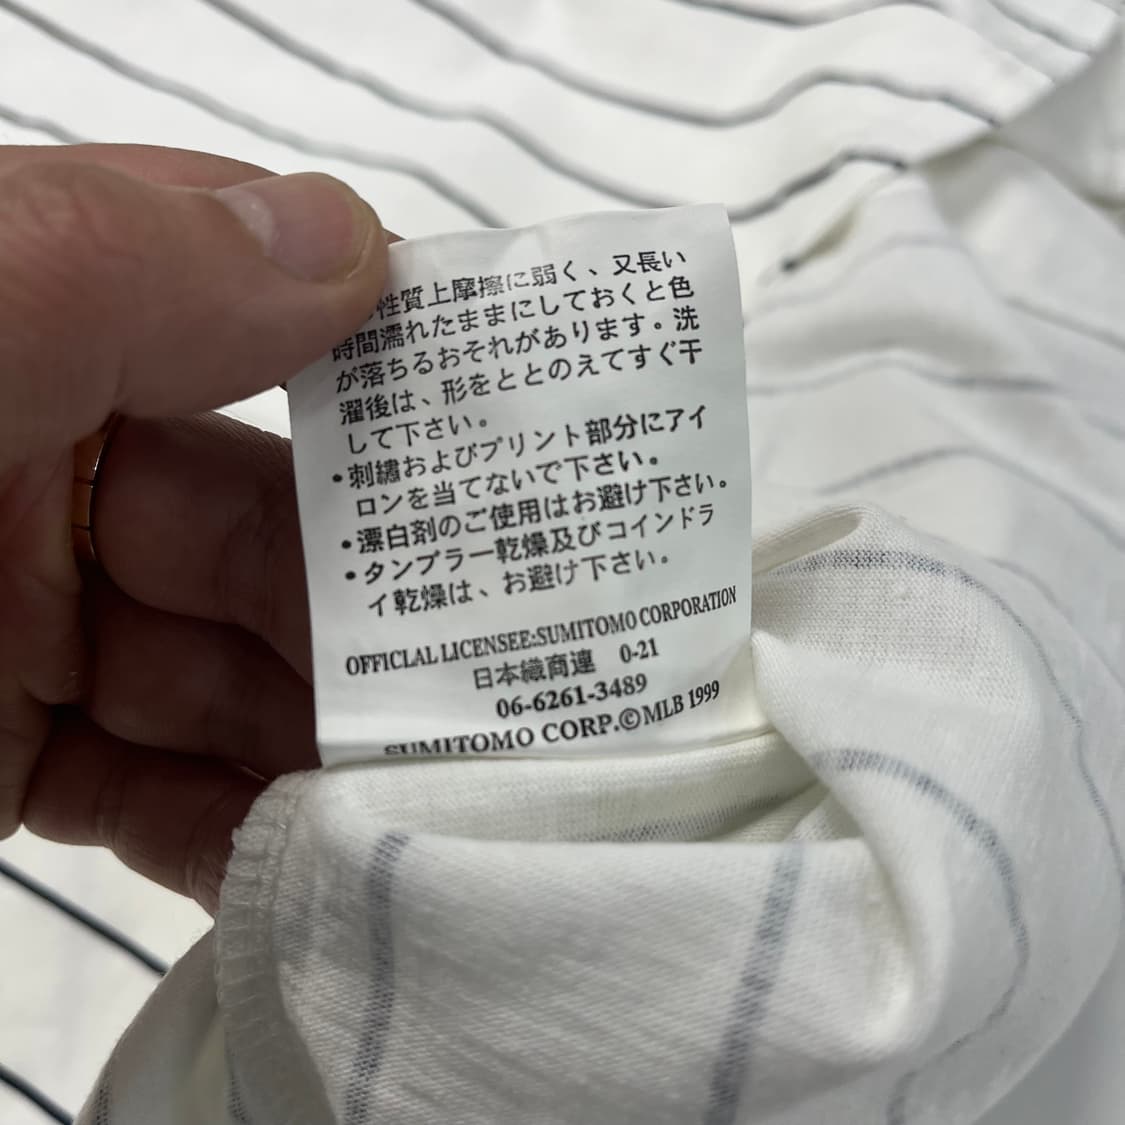 性質上摩擦に弱く、又長い
時間濡れたままにしておくと色
が落ちるおそれがあります。洗
濯後は、形をととのえてすぐ干
して下さい。
•刺繡およびプリント部分にアイ
ロンを当てないで下さい。
•漂白剤のご使用はお避け下さい。
•タンブラー乾燥及びコインドラ
イ乾燥は、お避け下さい。
OFFICLAL LICENSEE:SUMITOMO CORPORATION
日本織商連 0-21
06-6261-3489
SUMITOMO CORP.©MLB 1999